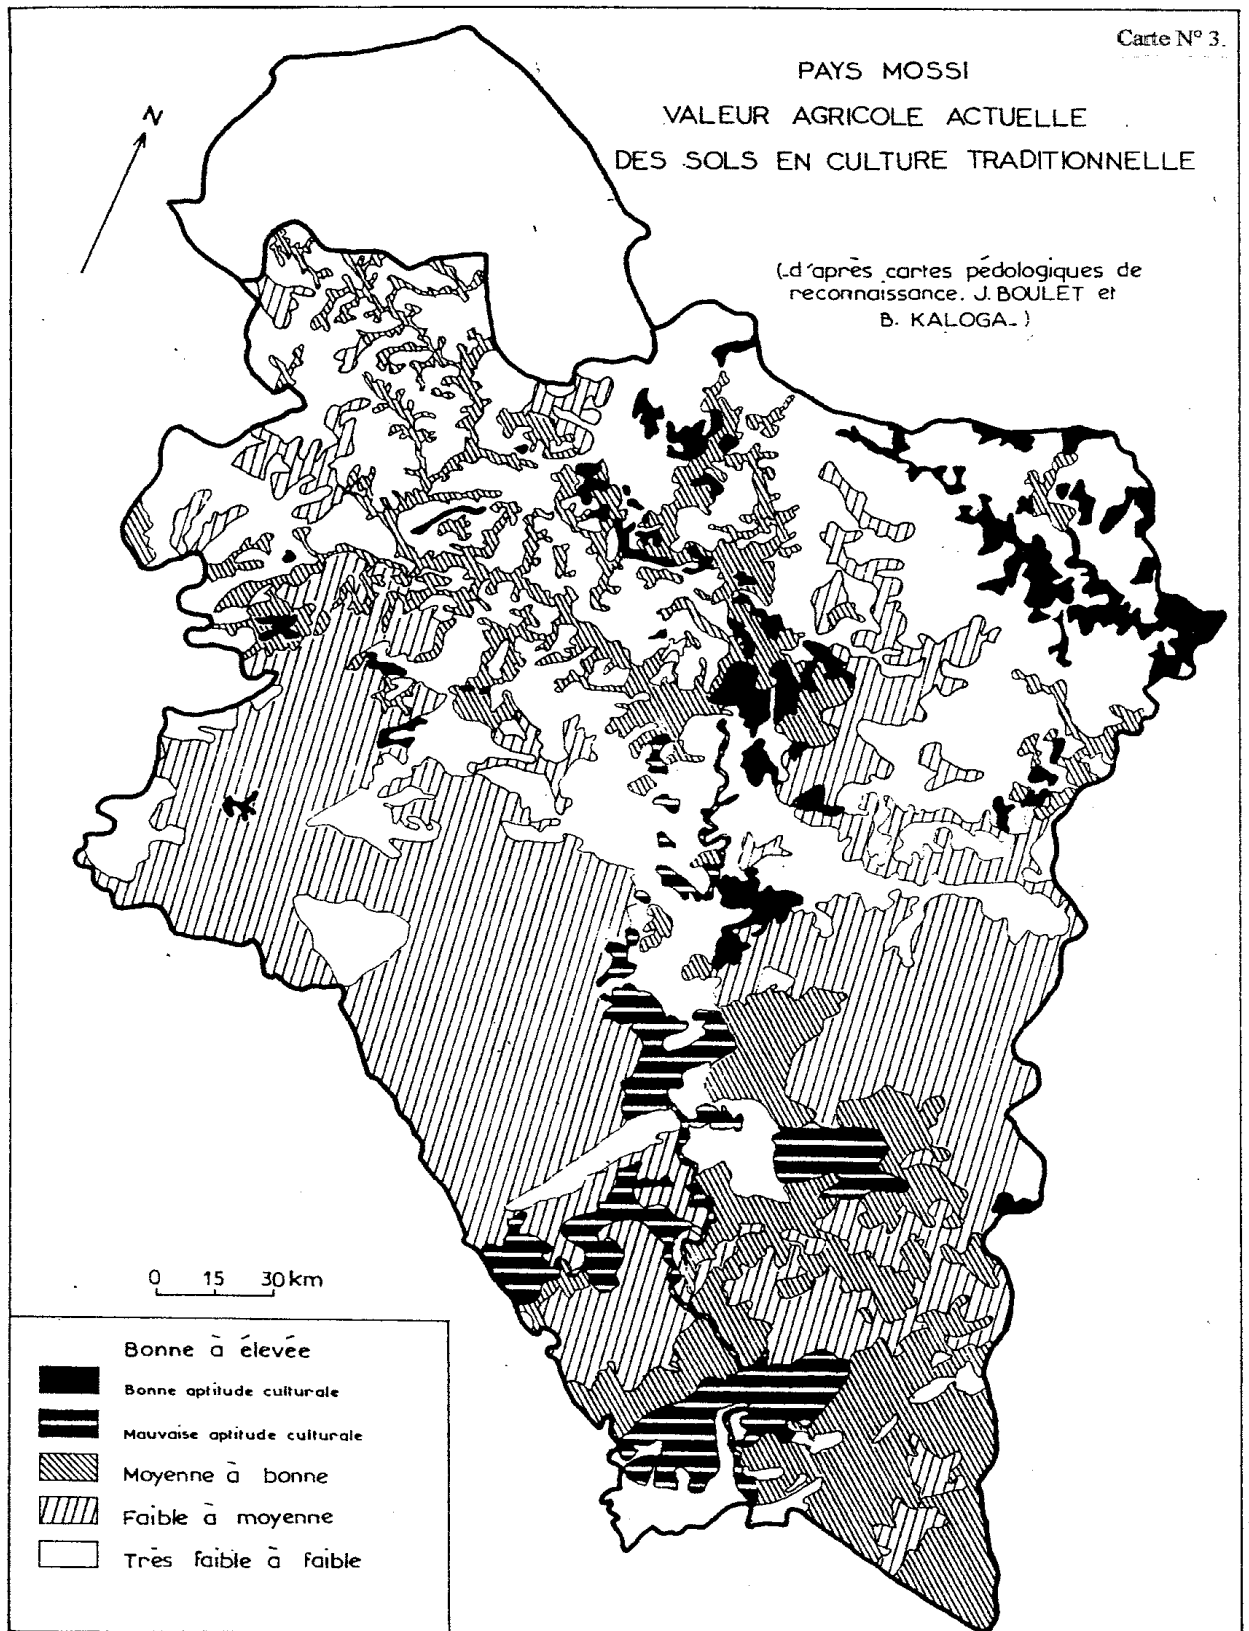 Carte N° 3.
PAYS MOSSI
VALEUR AGRICOLE ACTUELLE
DES SOLS EN CULTURE TRADITIONNELLE
N
(d'après cartes pédologiques de
reconnaissance. J. BOULET et
B. KALOGA.)
0 15 30 km
Bonne à élevée
Bonne aptitude culturale
Mauvaise aptitude culturale
Moyenne à bonne
Faible à moyenne
Très faible à faible